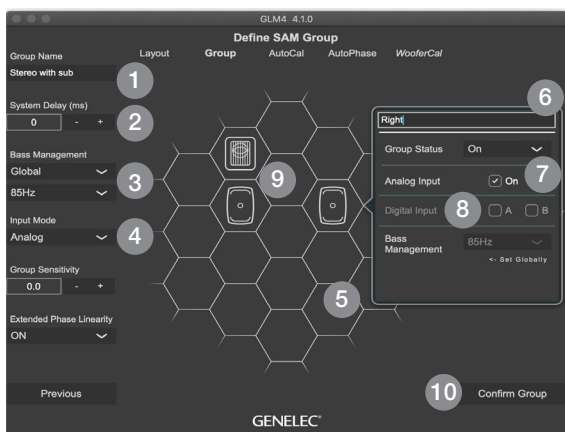 GLM4 4.1.0
Define SAM Group
Layout Group AutoCal AutoPhase WooferCal
Group Name
Stereo with sub
1
System Delay (ms)
0 - +
2
Bass Management
Global
85Hz
3
Input Mode
Analog
4
Group Sensitivity
0.0 - +
Extended Phase Linearity
ON
Previous
9
5
6
Right
Group Status On
Analog Input On
7
Digital Input 8 A B
Bass Management 85Hz
<- Set Globally
10
Confirm Group
GENELEC®